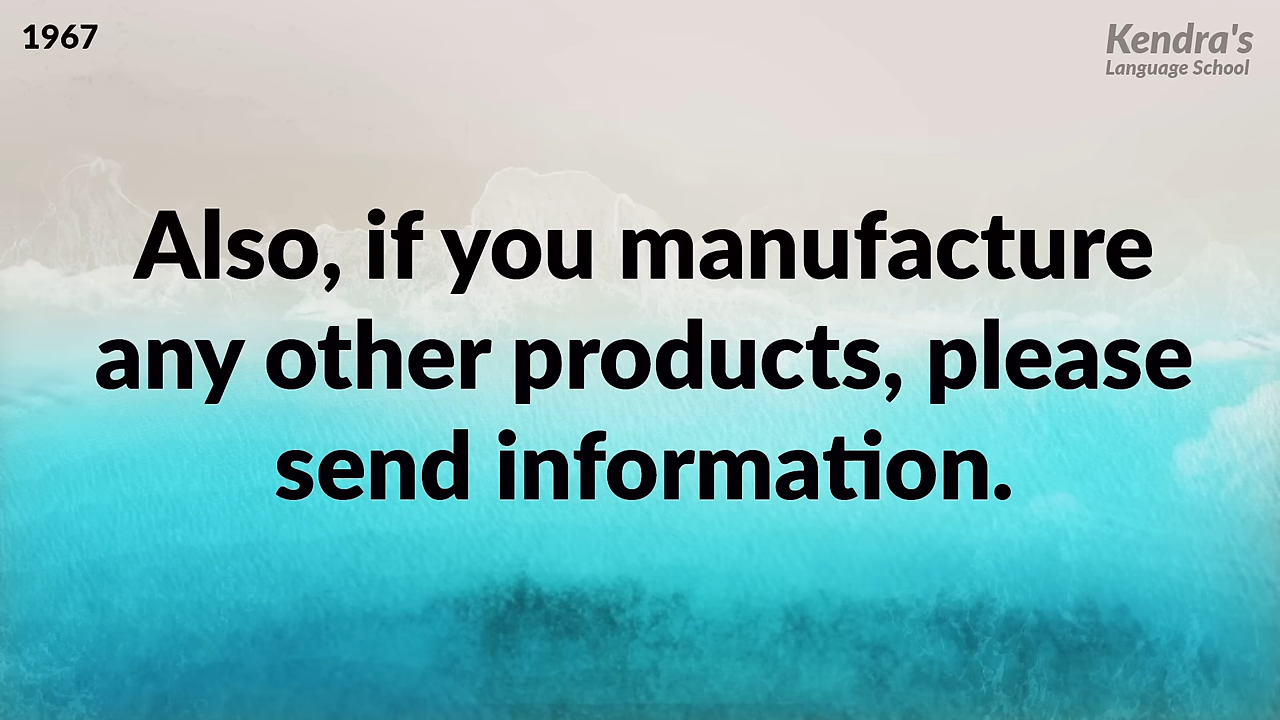 1967
Kendra's
Language School
Also, if you manufacture
any other products, please
send information.